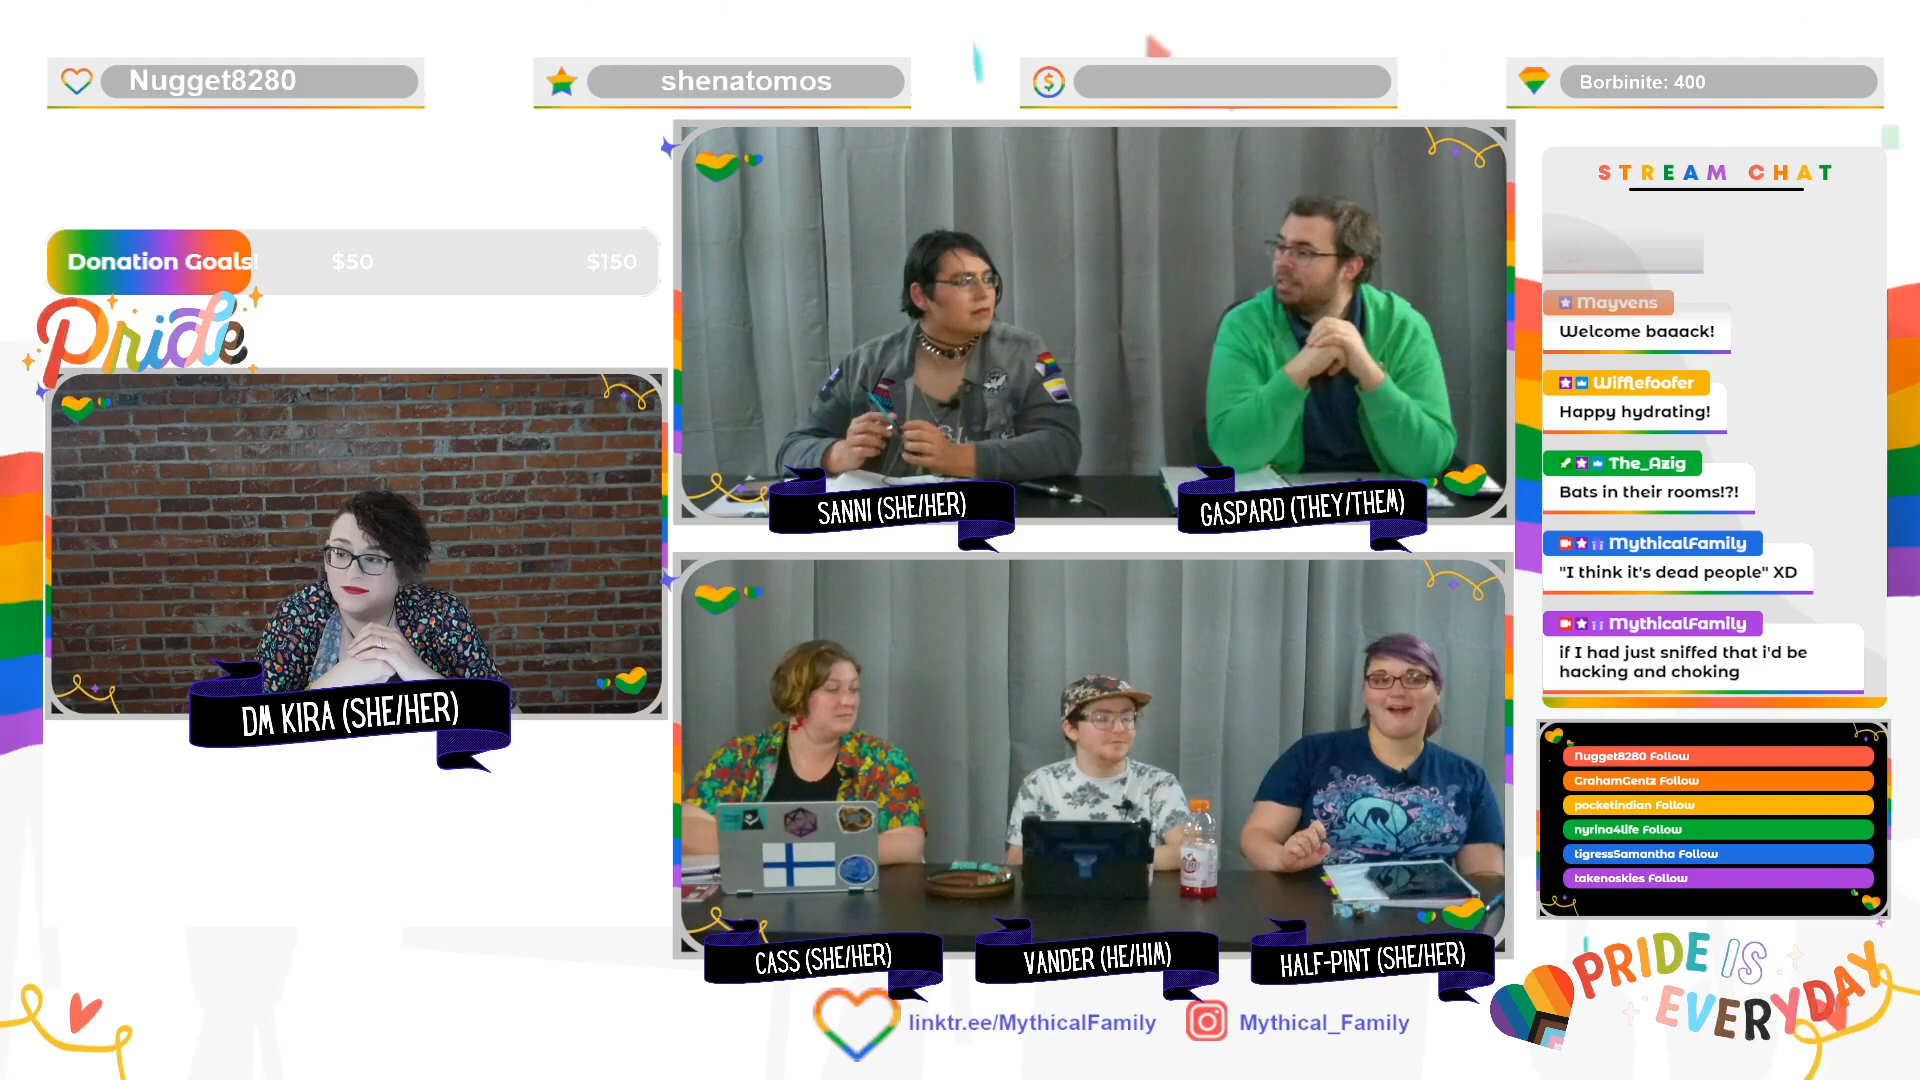 Nugget8280
shenatomos
Borbinite: 400
Donation Goals!
$50
$150
Pride
DM KIRA (SHE/HER)
SANNI (SHE/HER)
GASPARD (THEY/THEM)
CASS (SHE/HER)
VANDER (HE/HIM)
HALF-PINT (SHE/HER)
linktr.ee/MythicalFamily
Mythical_Family
STREAM CHAT
Mayvens
Welcome baaack!
Wifflefoofer
Happy hydrating!
The_Azig
Bats in their rooms!?!
MythicalFamily
"I think it's dead people" XD
MythicalFamily
if I had just sniffed that i'd be
hacking and choking
Nugget8280 Follow
GrahamGentz Follow
pocketindian Follow
nyrina4life Follow
tigressSamantha Follow
takenoskies Follow
PRIDE IS
EVERYDAY